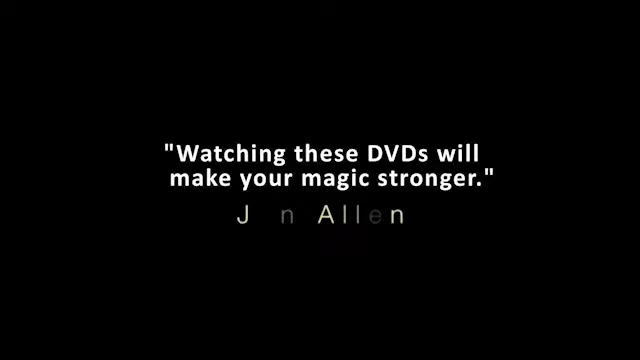 "Watching these DVDs will
make your magic stronger."
Allen